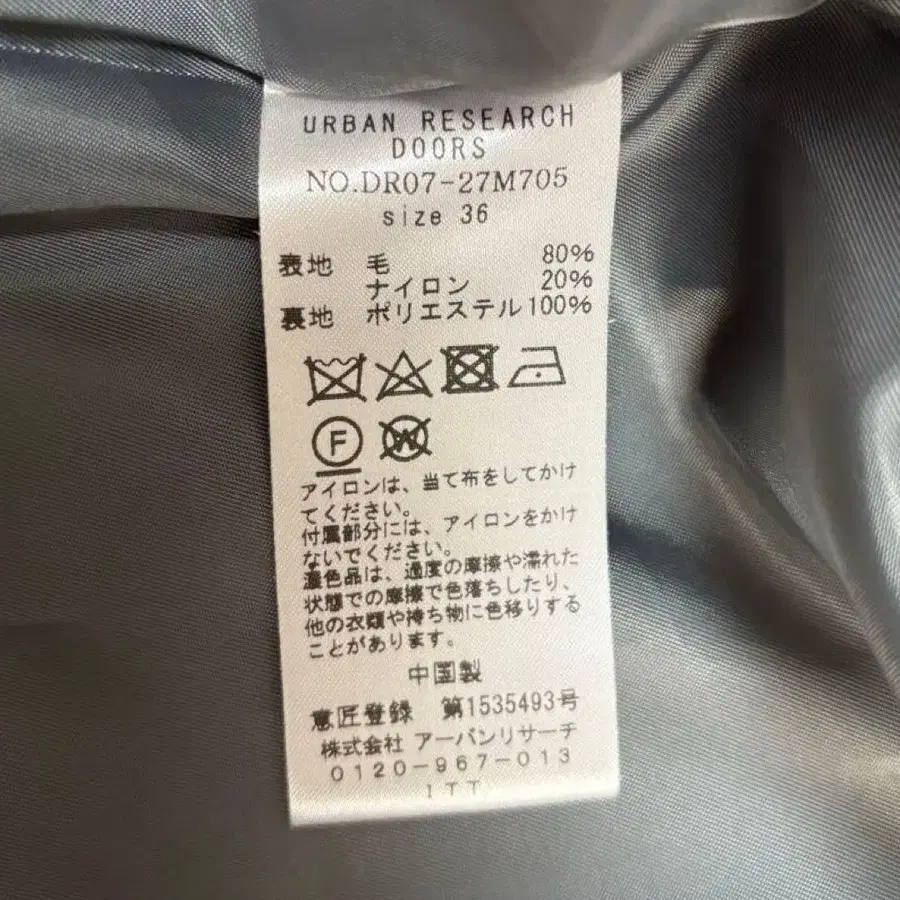 URBAN RESEARCH
DOORS
NO.DR07-27M705
size 36
表地 毛 80%
ナイロン 20%
裏地 ポリエステル 100%
F W
アイロンは、当て布をしてかけ
てください。
付属部分には、アイロンをかけ
ないでください。
濃色品は、過度の摩擦や濡れた
状態での摩擦で色落ちしたり、
他の衣類や持ち物に色移りする
ことがあります。
中国製
意匠登録 第1535493号
株式会社 アーバンリサーチ
0120-967-013
ITT